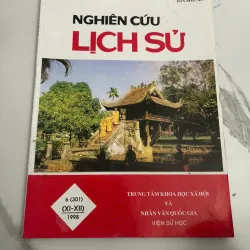 NGHIÊN CỨU
LỊCH SỬ
6 (301)
(XI-XII)
1998
TRUNG TÂM KHOA HỌC XÃ HỘI
VÀ
NHÂN VĂN QUỐC GIA
VIỆN SỬ HỌC